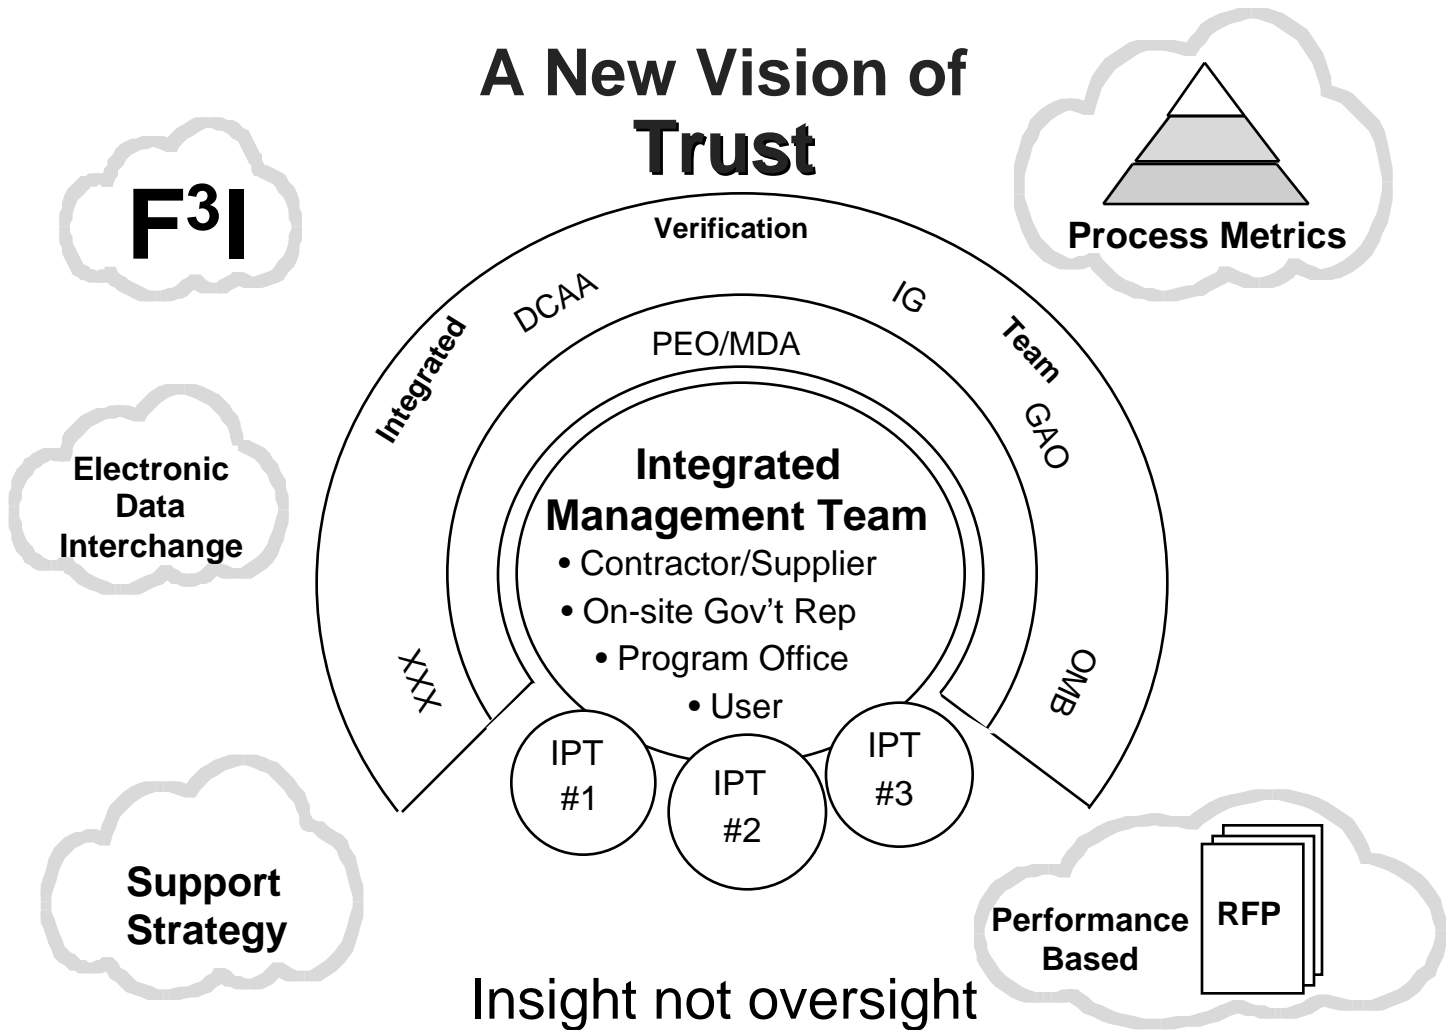 A New Vision of
Trust
F³I
Process Metrics
Integrated
Verification
Team
DCAA
IG
GAO
OMB
XXX
PEO/MDA
Electronic
Data
Interchange
Integrated
Management Team
• Contractor/Supplier
• On-site Gov’t Rep
• Program Office
• User
IPT
#1
IPT
#2
IPT
#3
Support
Strategy
Performance
Based
RFP
Insight not oversight